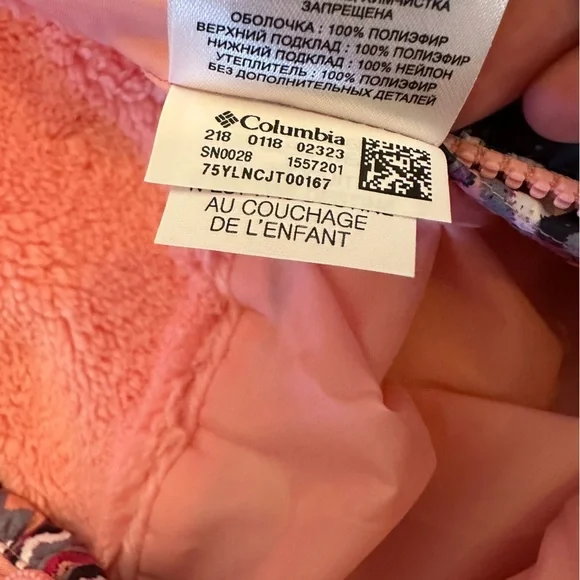 ЗАПРЕЩЕНА
ОБОЛОЧКА : 100% ПОЛИЭФИР
ВЕРХНИЙ ПОДКЛАД : 100% ПОЛИЭФИР
НИЖНИЙ ПОДКЛАД : 100% НЕЙЛОН
УТЕПЛИТЕЛЬ : 100% ПОЛИЭФИР
БЕЗ ДОПОЛНИТЕЛЬНЫХ ДЕТАЛЕЙ
Columbia
218 0118 02323
SN0028 1557201
75YLNCJT00167
AU COUCHAGE
DE L'ENFANT